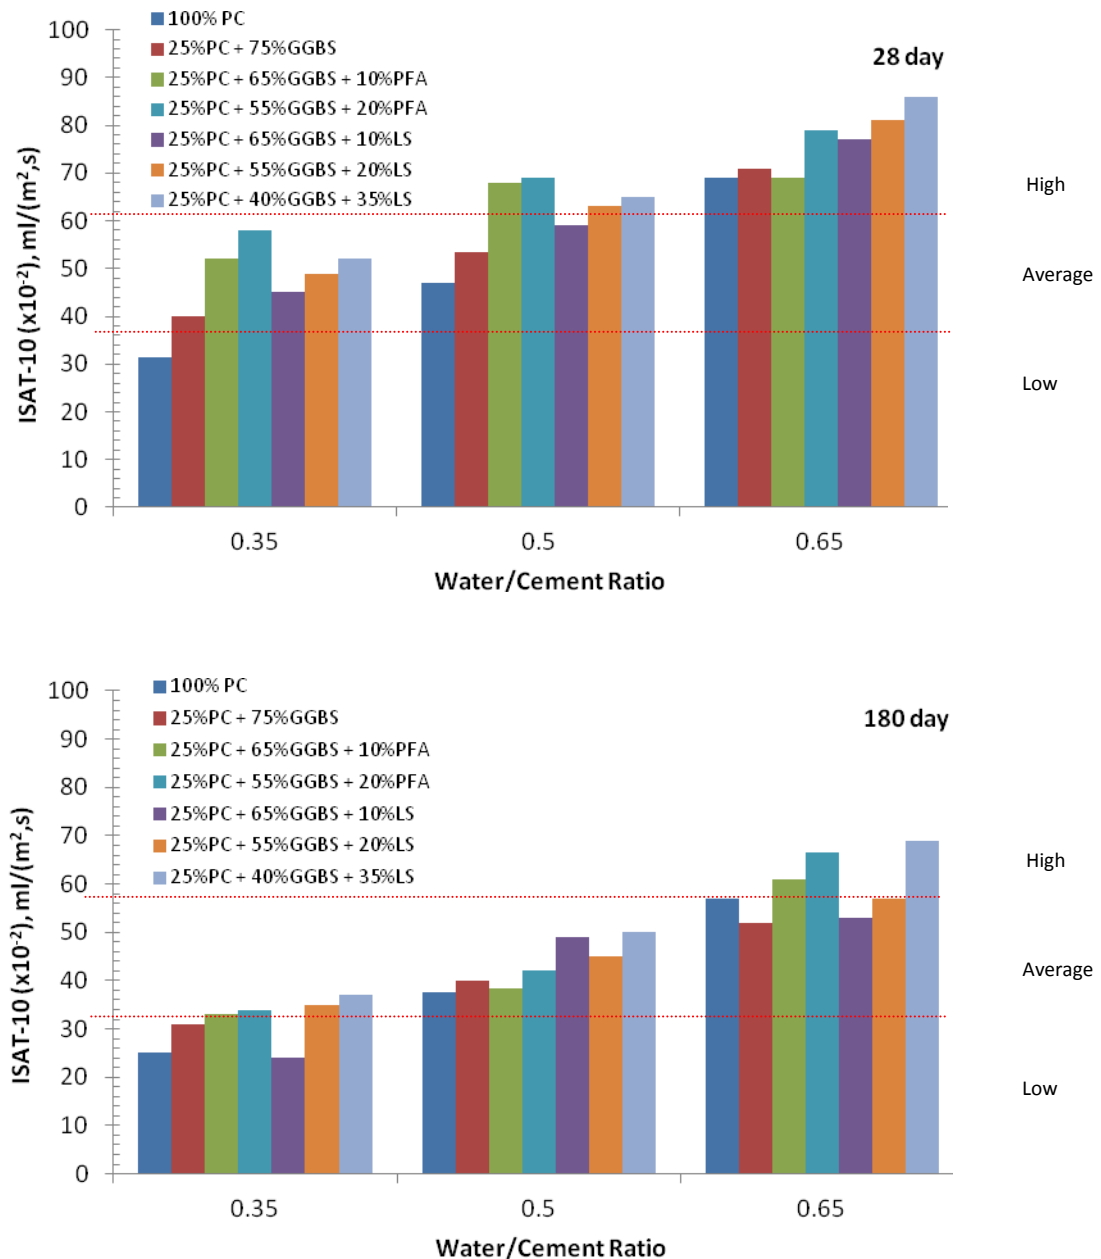 100% PC
25%PC + 75%GGBS
25%PC + 65%GGBS + 10%PFA
25%PC + 55%GGBS + 20%PFA
25%PC + 65%GGBS + 10%LS
25%PC + 55%GGBS + 20%LS
25%PC + 40%GGBS + 35%LS
28 day
High
Average
Low
ISAT-10 (x10⁻²), ml/(m²,s)
100
90
80
70
60
50
40
30
20
10
0
0.35 0.5 0.65
Water/Cement Ratio
100% PC
25%PC + 75%GGBS
25%PC + 65%GGBS + 10%PFA
25%PC + 55%GGBS + 20%PFA
25%PC + 65%GGBS + 10%LS
25%PC + 55%GGBS + 20%LS
25%PC + 40%GGBS + 35%LS
180 day
High
Average
Low
ISAT-10 (x10⁻²), ml/(m²,s)
100
90
80
70
60
50
40
30
20
10
0
0.35 0.5 0.65
Water/Cement Ratio